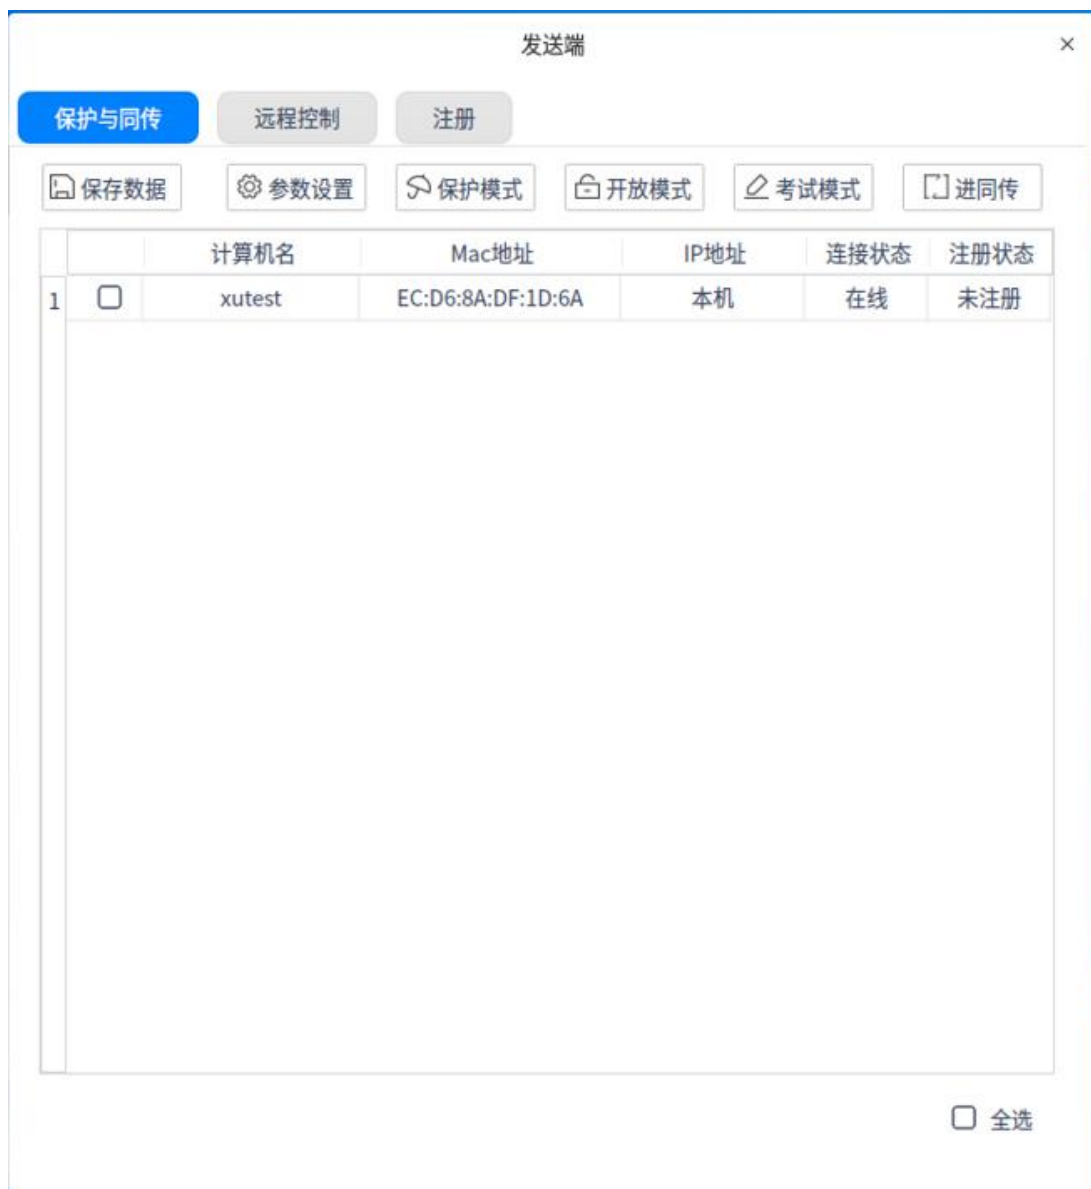 发送端 ×
保护与同传 远程控制 注册
保存数据 参数设置 保护模式 开放模式 考试模式 进同传
计算机名 Mac地址 IP地址 连接状态 注册状态
1 xutest EC:D6:8A:DF:1D:6A 本机 在线 未注册
全选